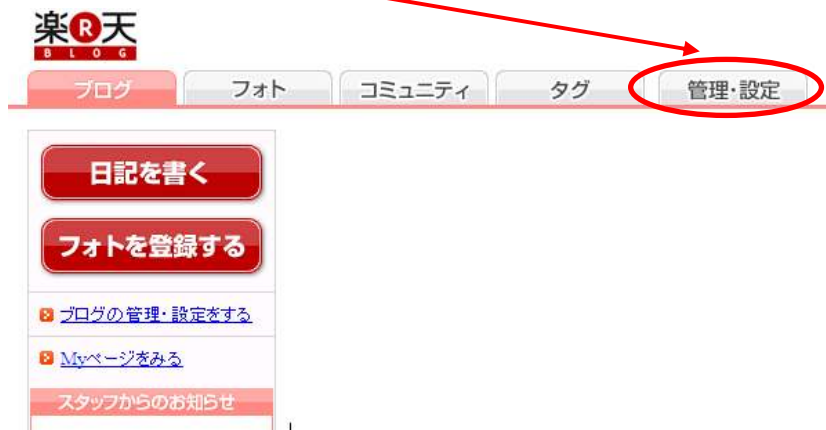 楽R天
BLOG
ブログ フォト コミュニティ タグ 管理・設定
日記を書く
フォトを登録する
ブログの管理・設定をする
Myページをみる
スタッフからのお知らせ